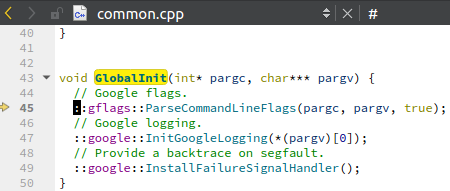 common.cpp #
40 }
41
42
43 void GlobalInit(int* pargc, char*** pargv) {
44 // Google flags.
45 ::gflags::ParseCommandLineFlags(pargc, pargv, true);
46 // Google logging.
47 ::google::InitGoogleLogging(*(pargv)[0]);
48 // Provide a backtrace on segfault.
49 ::google::InstallFailureSignalHandler();
50 }